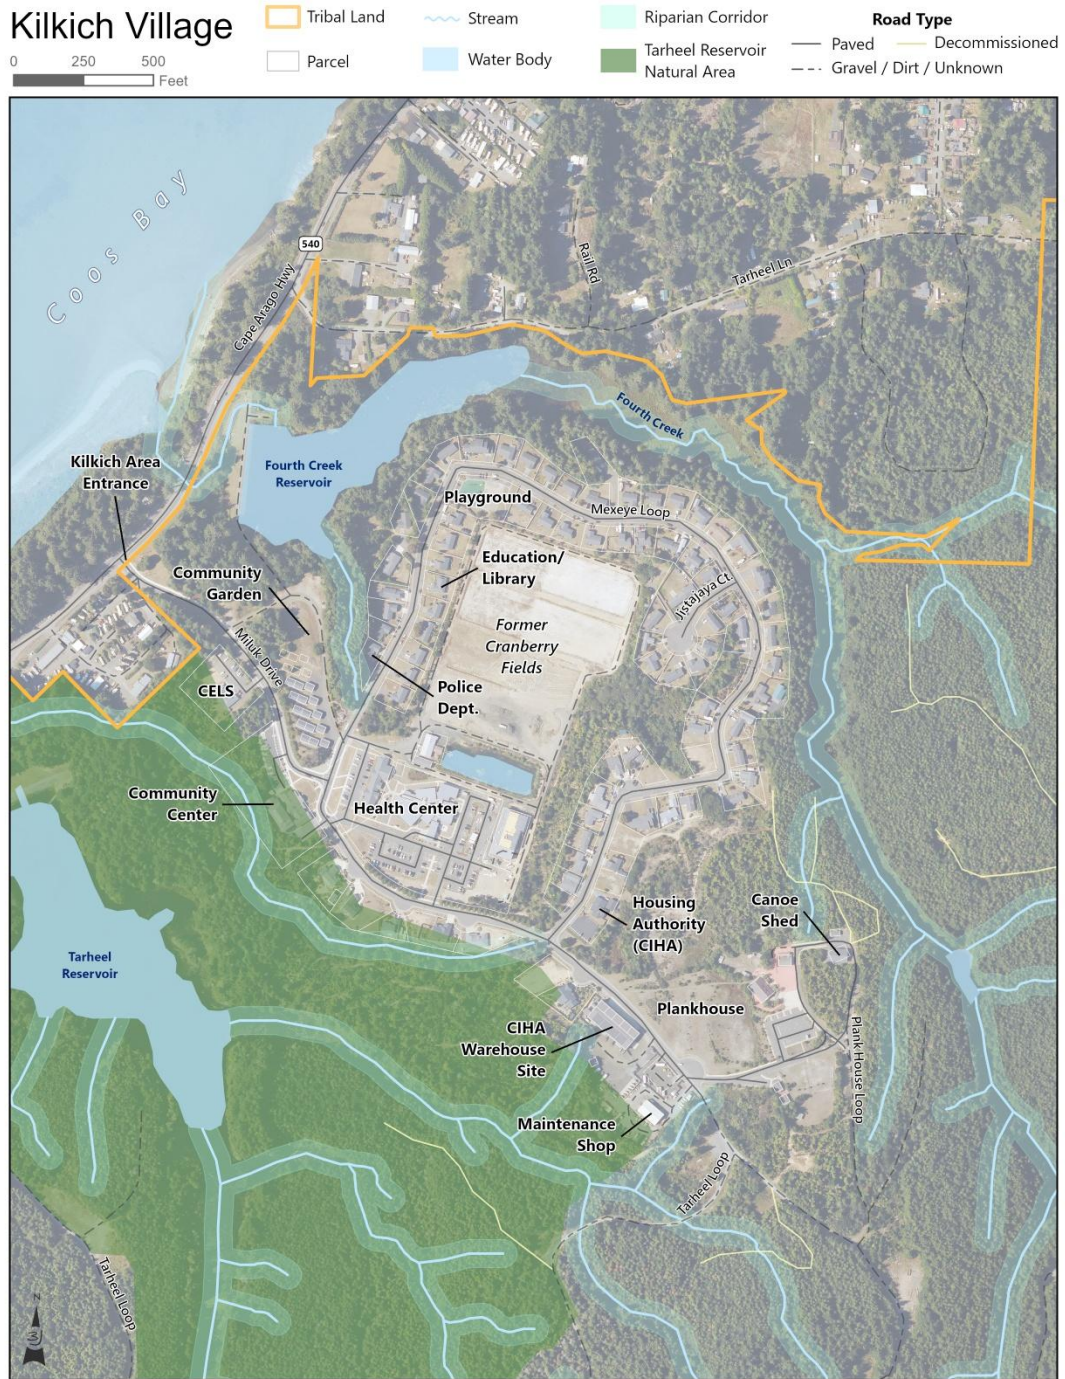 Kilkich Village
0 250 500
Feet
Tribal Land
Parcel
Stream
Water Body
Riparian Corridor
Tarheel Reservoir
Natural Area
Road Type
Paved
Decommissioned
Gravel / Dirt / Unknown
Coos Bay
540
Cape Arago Hwy
Rail Rd
Tarheel Ln
Fourth Creek
Kilkich Area
Entrance
Fourth Creek
Reservoir
Playground
Mexeye Loop
Education/
Library
Community
Garden
Jistajaya Ct.
Former
Cranberry
Fields
Miluk Drive
CELS
Police
Dept.
Community
Center
Health Center
Housing
Authority
(CIHA)
Canoe
Shed
Tarheel
Reservoir
Plankhouse
CIHA
Warehouse
Site
Plank House Loop
Maintenance
Shop
Tarheel Loop
Tarheel Loop
N